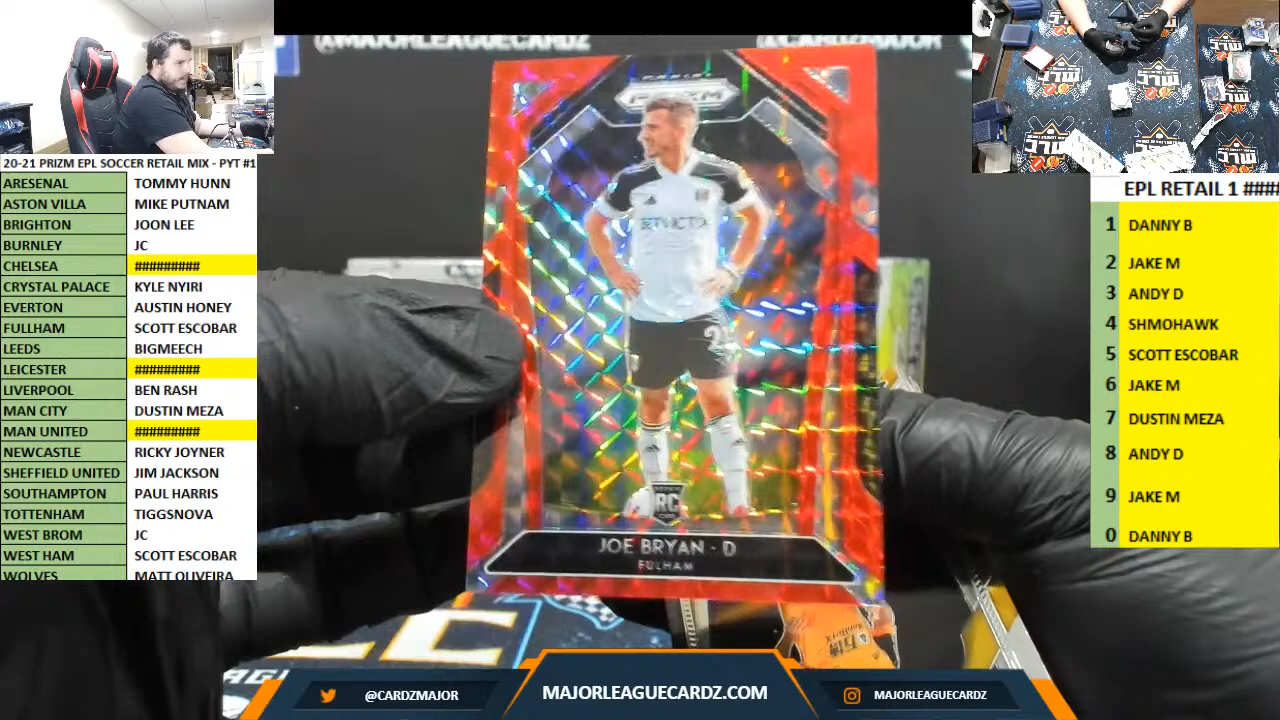 @MAJORLEAGUECARDZ
@CARDZMAJOR
PRIZM
JOE BRYAN - D
FULHAM
RC
20-21 PRIZM EPL SOCCER RETAIL MIX - PYT #1
ARESENAL TOMMY HUNN
ASTON VILLA MIKE PUTNAM
BRIGHTON JOON LEE
BURNLEY JC
CHELSEA #########
CRYSTAL PALACE KYLE NYIRI
EVERTON AUSTIN HONEY
FULLHAM SCOTT ESCOBAR
LEEDS BIGMEECH
LEICESTER #########
LIVERPOOL BEN RASH
MAN CITY DUSTIN MEZA
MAN UNITED #########
NEWCASTLE RICKY JOYNER
SHEFFIELD UNITED JIM JACKSON
SOUTHAMPTON PAUL HARRIS
TOTTENHAM TIGGSNOVA
WEST BROM JC
WEST HAM SCOTT ESCOBAR
WOLVES MATT OLIVEIRA
EPL RETAIL 1 ####
1 DANNY B
2 JAKE M
3 ANDY D
4 SHMOHAWK
5 SCOTT ESCOBAR
6 JAKE M
7 DUSTIN MEZA
8 ANDY D
9 JAKE M
0 DANNY B
@CARDZMAJOR
MAJORLEAGUECARDZ.COM
MAJORLEAGUECARDZ